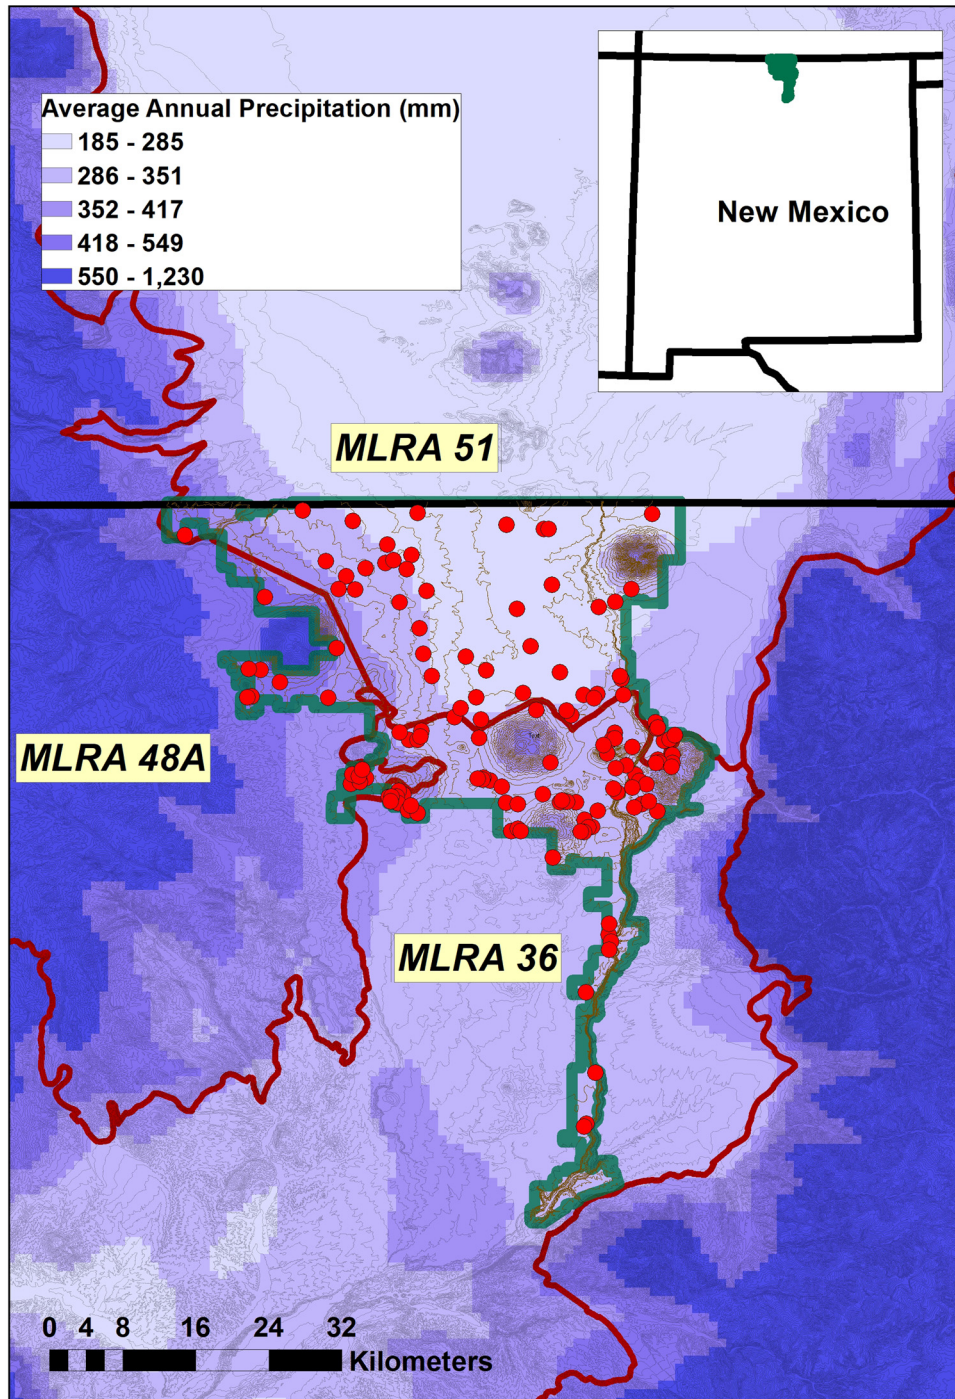 Average Annual Precipitation (mm)
185 - 285
286 - 351
352 - 417
418 - 549
550 - 1,230
New Mexico
MLRA 51
MLRA 48A
MLRA 36
0 4 8 16 24 32
Kilometers